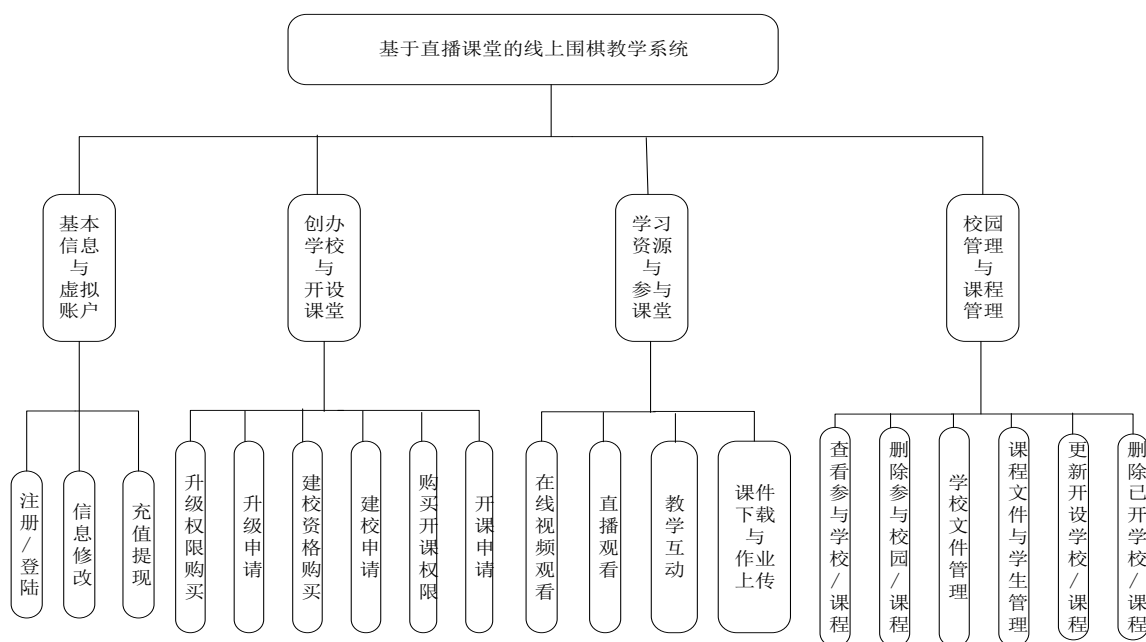 基于直播课堂的线上围棋教学系统
基本
信息
与
虚拟
账户
创办
学校
与
开设
课堂
学习
资源
与
参与
课堂
校园
管理
与
课程
管理
注册/登陆
信息修改
充值提现
升级权限购买
升级申请
建校资格购买
建校申请
购买开课权限
开课申请
在线视频观看
直播观看
教学互动
课件
下载
与
作业
上传
查看参与学校/课程
删除参与校园/课程
学校文件管理
课程文件与学生管理
更新开设学校/课程
删除已开学校/课程